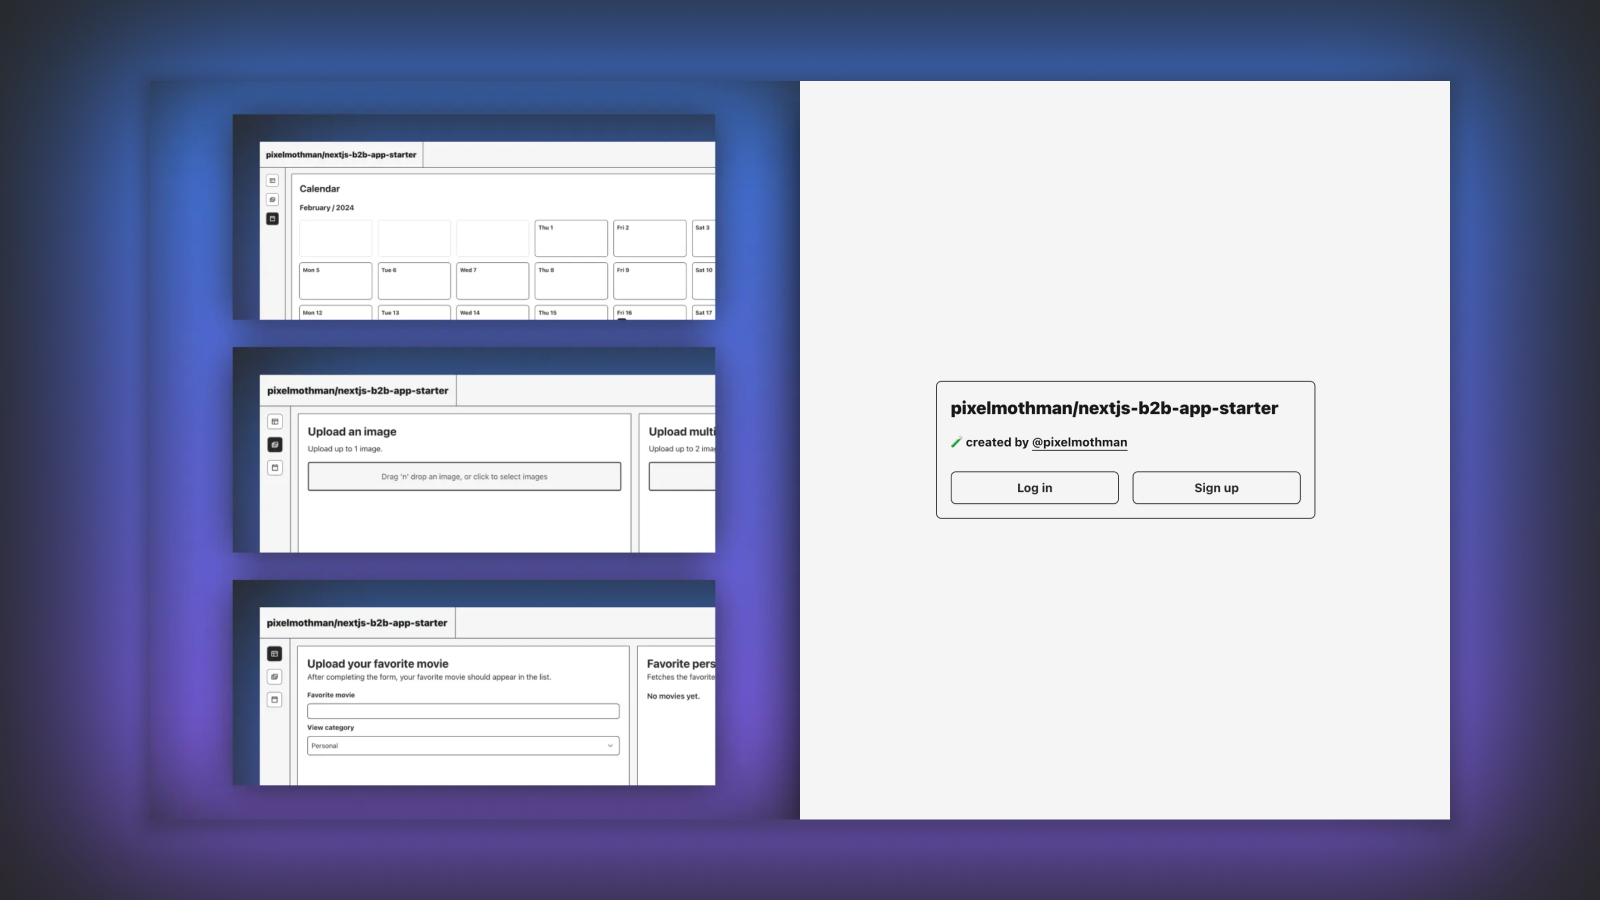 pixelmothman/nextjs-b2b-app-starter
Calendar
February / 2024
Thu 1
Fri 2
Sat 3
Mon 5
Tue 6
Wed 7
Thu 8
Fri 9
Sat 10
Mon 12
Tue 13
Wed 14
Thu 15
Fri 16
Sat 17
pixelmothman/nextjs-b2b-app-starter
Upload an image
Upload up to 1 image.
Drag 'n' drop an image, or click to select images
Upload multi
Upload up to 2 ima
pixelmothman/nextjs-b2b-app-starter
Upload your favorite movie
After completing the form, your favorite movie should appear in the list.
Favorite movie
View category
Personal
Favorite pers
Fetches the favorite
No movies yet.
pixelmothman/nextjs-b2b-app-starter
created by @pixelmothman
Log in
Sign up